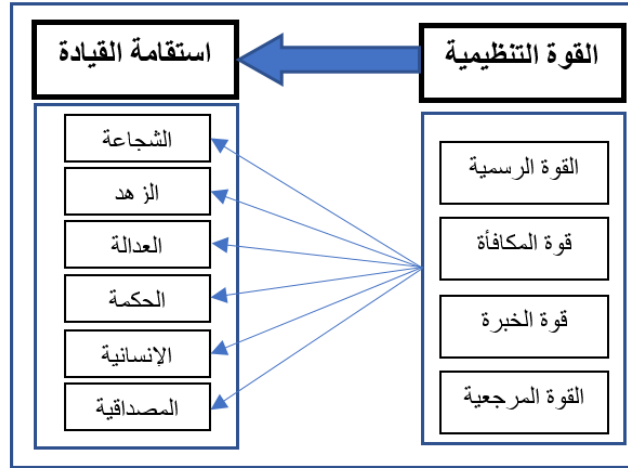 القوة التنظيمية
القوة الرسمية
قوة المكافأة
قوة الخبرة
القوة المرجعية
استقامة القيادة
الشجاعة
الزهد
العدالة
الحكمة
الإنسانية
المصداقية